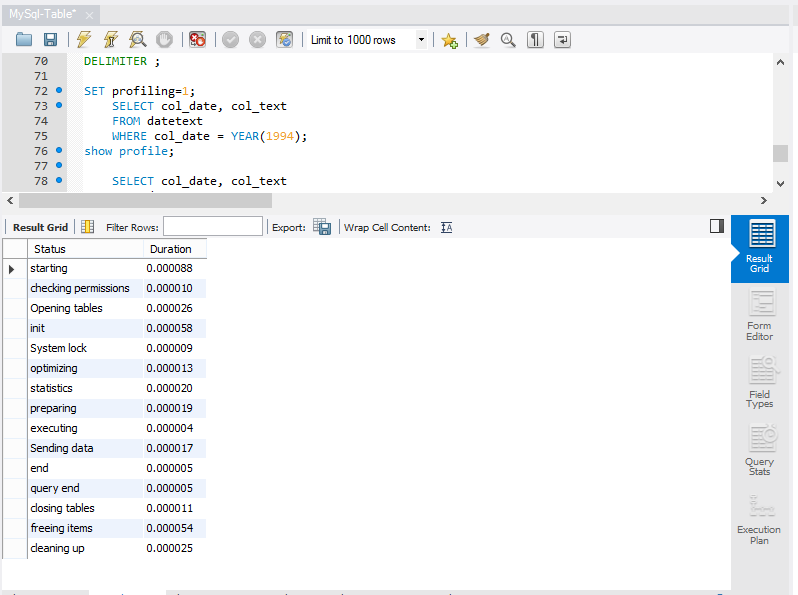 MySql-Table*
Limit to 1000 rows
70 DELIMITER ;
71
72 SET profiling=1;
73 SELECT col_date, col_text
74 FROM datetext
75 WHERE col_date = YEAR(1994);
76 show profile;
77
78 SELECT col_date, col_text
Result Grid Filter Rows: Export: Wrap Cell Content: IA
Status Duration
starting 0.000088
checking permissions 0.000010
Opening tables 0.000026
init 0.000058
System lock 0.000009
optimizing 0.000013
statistics 0.000020
preparing 0.000019
executing 0.000004
Sending data 0.000017
end 0.000005
query end 0.000005
closing tables 0.000011
freeing items 0.000054
cleaning up 0.000025
Result
Grid
Form
Editor
Field
Types
Query
Stats
Execution
Plan